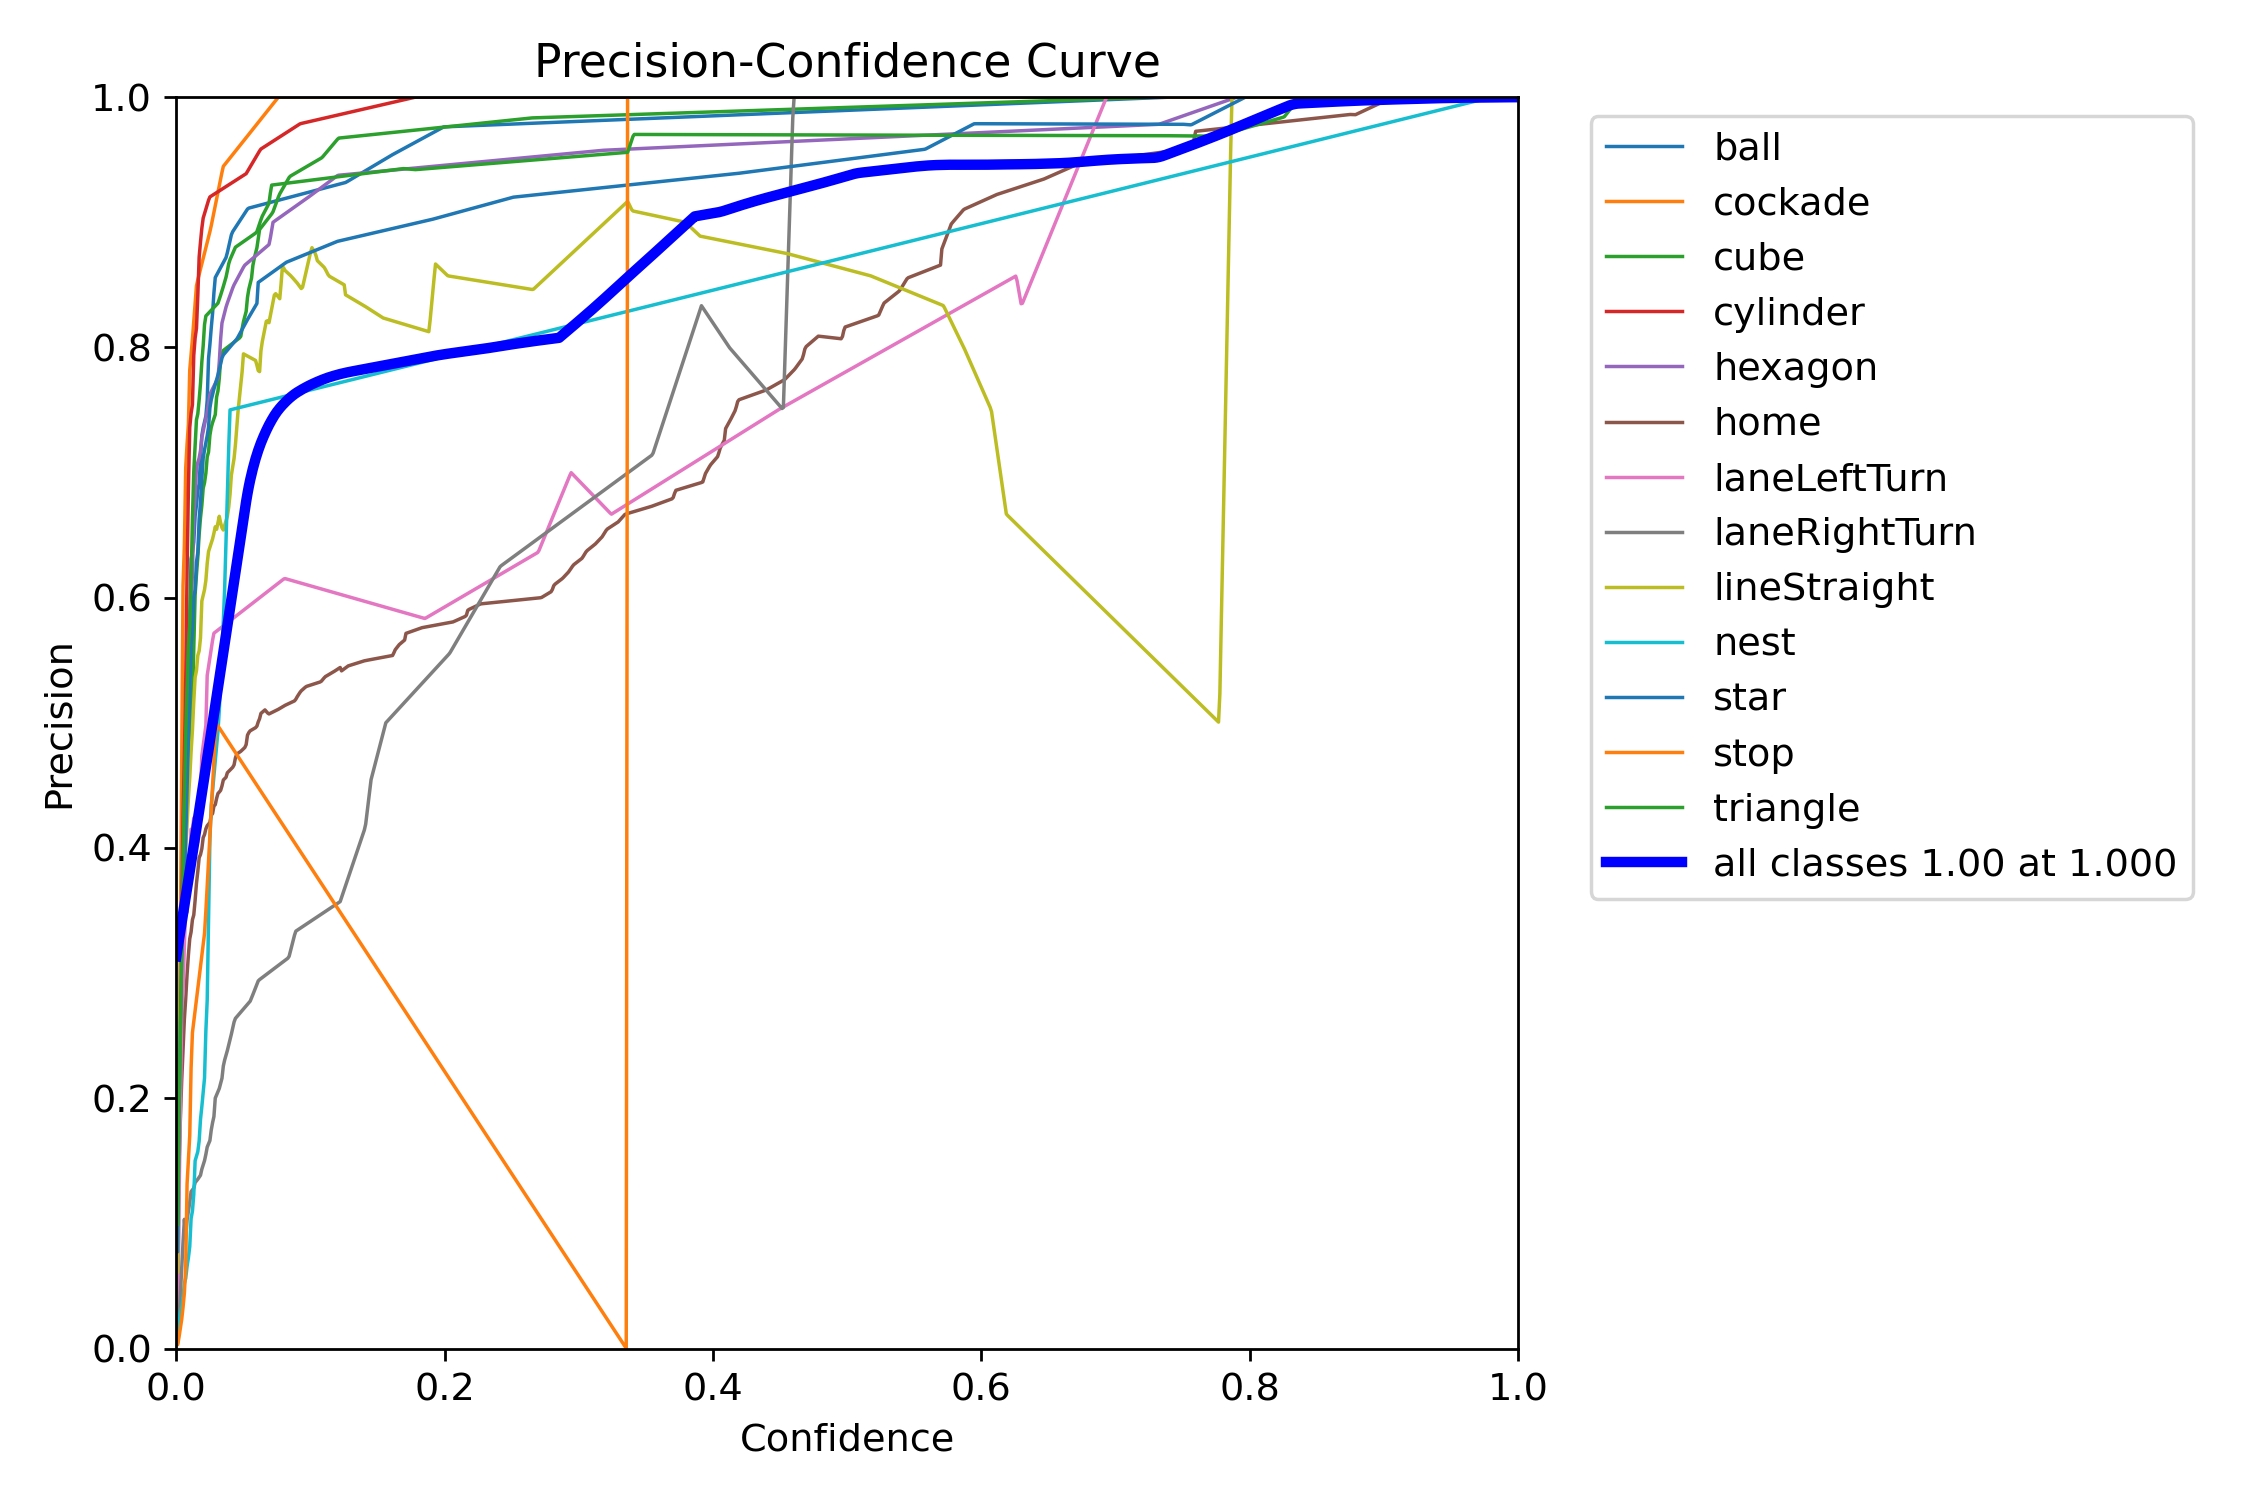 Precision-Confidence Curve
1.0
0.8
0.6
0.4
0.2
0.0
Precision
0.0 0.2 0.4 0.6 0.8 1.0
Confidence
ball
cockade
cube
cylinder
hexagon
home
laneLeftTurn
laneRightTurn
lineStraight
nest
star
stop
triangle
all classes 1.00 at 1.000